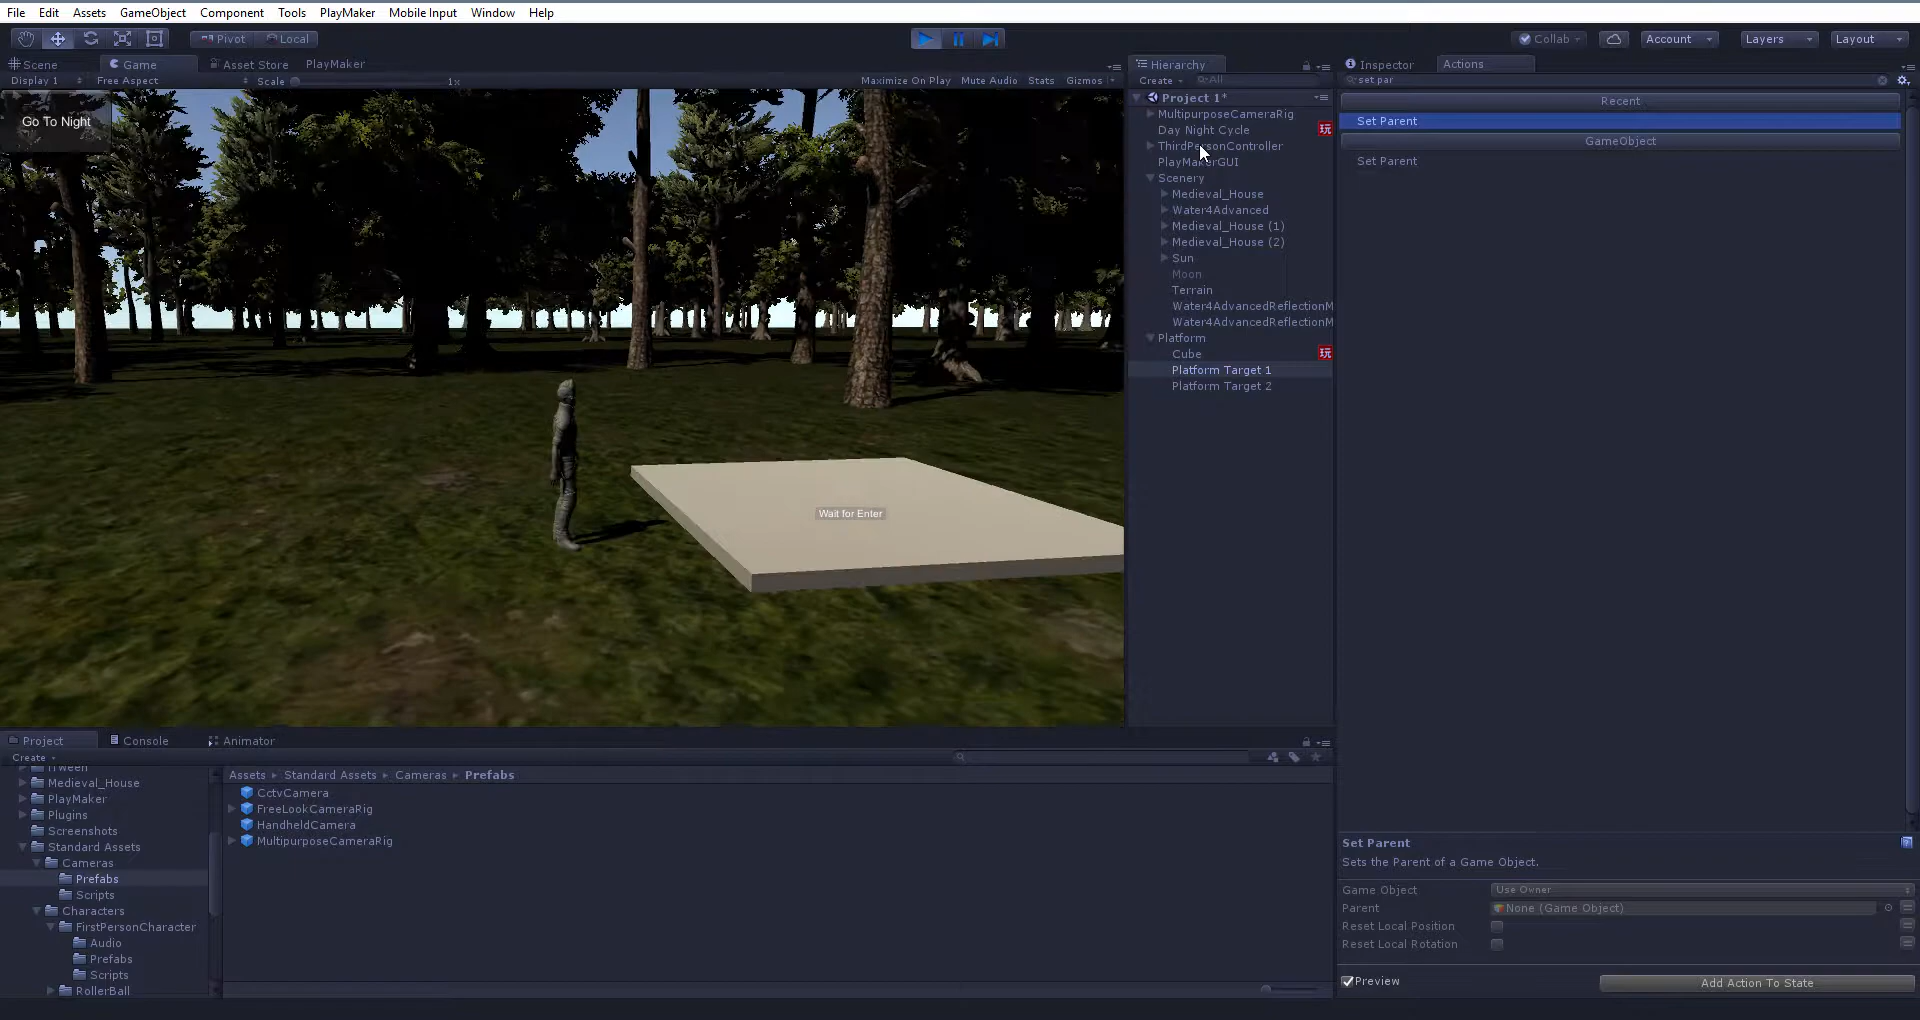 File Edit Assets GameObject Component Tools PlayMaker Mobile Input Window Help
Pivot Local Collab Account Layers Layout
Scene Game Asset Store PlayMaker
Display 1 Free Aspect Scale 1x Maximize On Play Mute Audio Stats Gizmos
Go To Night
Wait for Enter
Hierarchy
Create All
Project 1*
MultipurposeCameraRig
Day Night Cycle 玩
ThirdPersonController
PlayMakerGUI
Scenery
Medieval_House
Water4Advanced
Medieval_House (1)
Medieval_House (2)
Sun
Moon
Terrain
Water4AdvancedReflectionM
Water4AdvancedReflectionM
Platform
Cube 玩
Platform Target 1
Platform Target 2
Inspector Actions
set par
Recent
Set Parent
GameObject
Set Parent
Set Parent
Sets the Parent of a Game Object.
Game Object Use Owner
Parent None (Game Object)
Reset Local Position
Reset Local Rotation
Preview Add Action To State
Project Console Animator
Create
Medieval_House
PlayMaker
Plugins
Screenshots
Standard Assets
Cameras
Prefabs
Scripts
Characters
FirstPersonCharacter
Audio
Prefabs
Scripts
RollerBall
Assets Standard Assets Cameras Prefabs
CctvCamera
FreeLookCameraRig
HandheldCamera
MultipurposeCameraRig